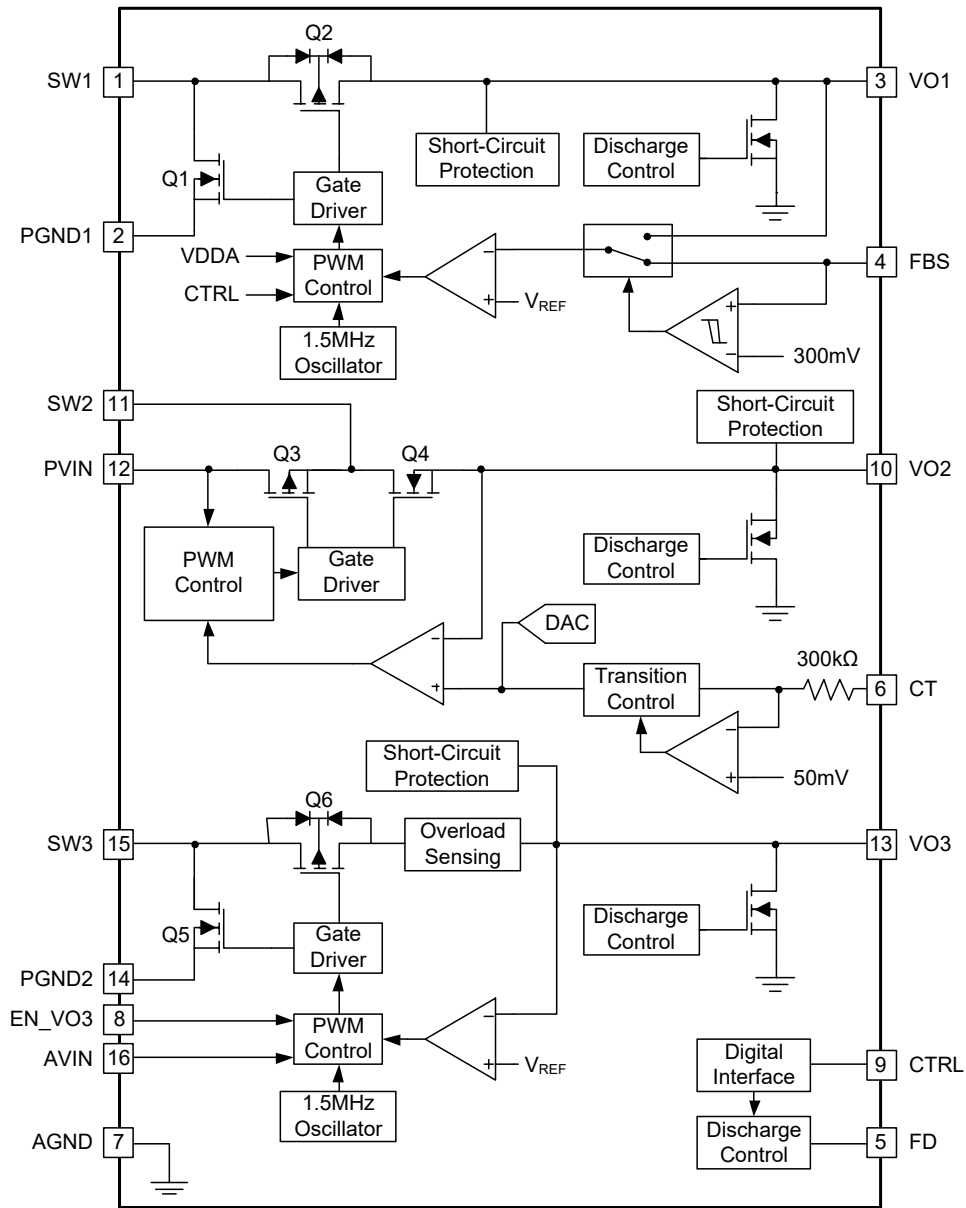 Q2
SW1
1
3
VO1
Short-Circuit
Protection
Discharge
Control
Q1
Gate
Driver
PGND1
2
VDDA
PWM
Control
CTRL
−
+
VREF
4
FBS
+
−
300mV
1.5MHz
Oscillator
SW2
11
Short-Circuit
Protection
PVIN
12
Q3
Q4
10
VO2
PWM
Control
Gate
Driver
Discharge
Control
DAC
−
+
Transition
Control
300kΩ
6
CT
−
+
50mV
Short-Circuit
Protection
Q6
SW3
15
Overload
Sensing
13
VO3
Q5
Gate
Driver
Discharge
Control
PGND2
14
EN_VO3
8
PWM
Control
AVIN
16
−
+
VREF
Digital
Interface
9
CTRL
1.5MHz
Oscillator
AGND
7
Discharge
Control
5
FD